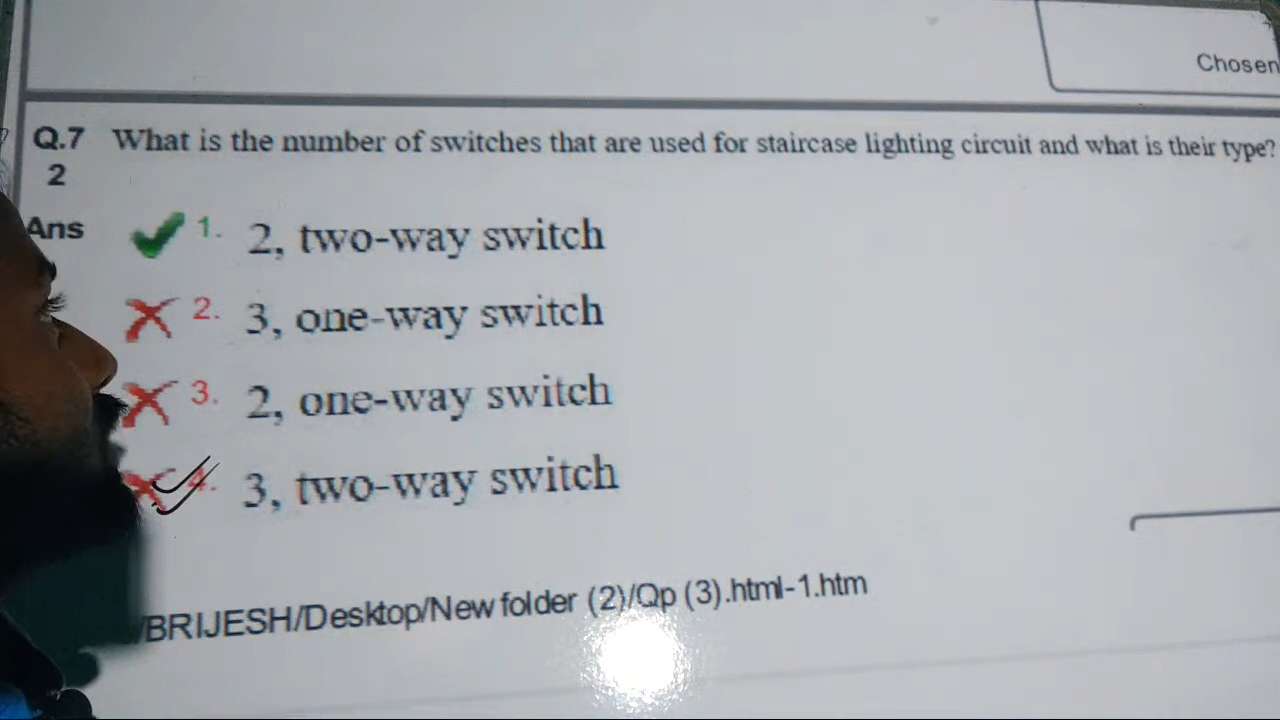 Chosen
Q.7 What is the number of switches that are used for staircase lighting circuit and what is their type?
2
Ans 1. 2, two-way switch
2. 3, one-way switch
3. 2, one-way switch
4. 3, two-way switch
/BRIJESH/Desktop/New folder (2)/Qp (3).html-1.htm